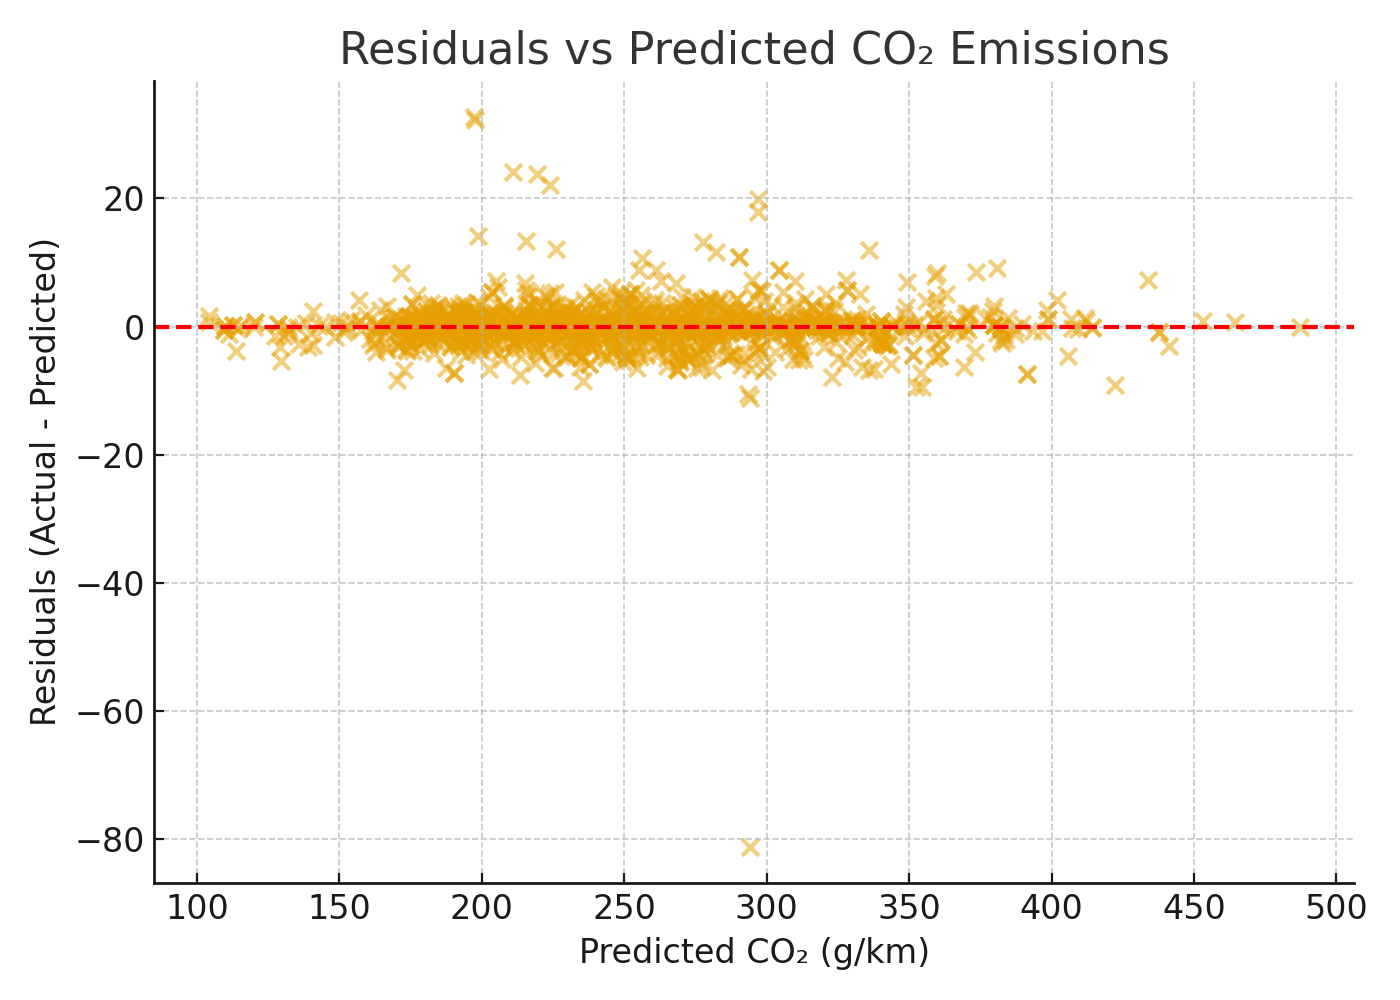 Residuals vs Predicted CO₂ Emissions
Residuals (Actual - Predicted)
20
0
−20
−40
−60
−80
100 150 200 250 300 350 400 450 500
Predicted CO₂ (g/km)